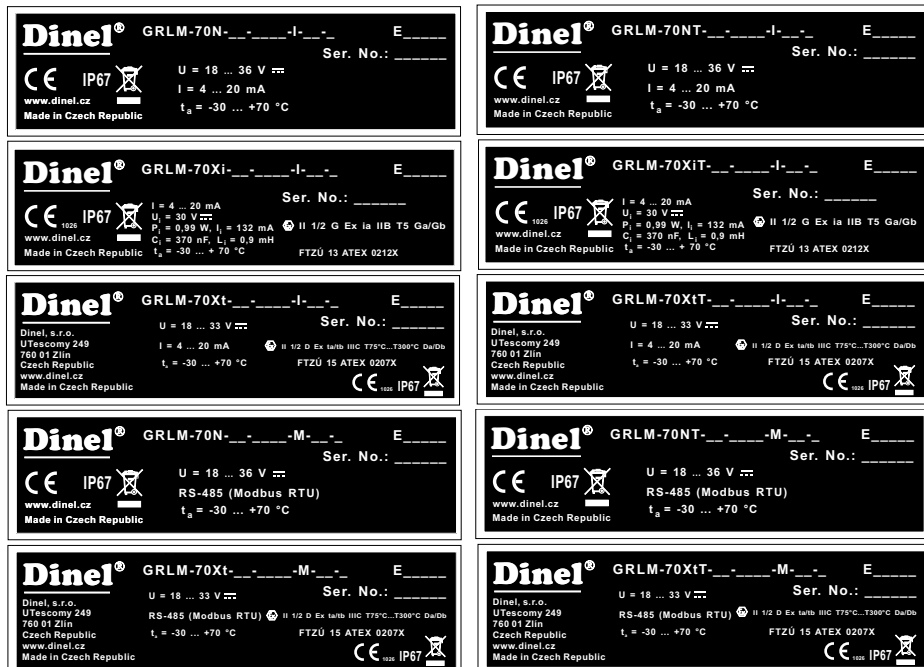 Dinel® GRLM-70N-__-____-I-__-_ E_____
Ser. No.: ______
CE IP67
U = 18 ... 36 V
I = 4 ... 20 mA
ta = -30 ... +70 °C
www.dinel.cz
Made in Czech Republic
Dinel® GRLM-70NT-__-____-I-__-_ E_____
Ser. No.: ______
CE IP67
U = 18 ... 36 V
I = 4 ... 20 mA
ta = -30 ... +70 °C
www.dinel.cz
Made in Czech Republic
Dinel® GRLM-70Xi-__-____-I-__-_ E_____
Ser. No.: ______
CE 1026 IP67
www.dinel.cz
Made in Czech Republic
I = 4 ... 20 mA
Ui = 30 V
Pi = 0,99 W, Ii = 132 mA
Ci = 370 nF, Li = 0,9 mH
ta = -30 ... + 70 °C
Ex II 1/2 G Ex ia IIB T5 Ga/Gb
FTZÚ 13 ATEX 0212X
Dinel® GRLM-70XiT-__-____-I-__-_ E_____
Ser. No.: ______
CE 1026 IP67
www.dinel.cz
Made in Czech Republic
I = 4 ... 20 mA
Ui = 30 V
Pi = 0,99 W, Ii = 132 mA
Ci = 370 nF, Li = 0,9 mH
ta = -30 ... + 70 °C
Ex II 1/2 G Ex ia IIB T5 Ga/Gb
FTZÚ 13 ATEX 0212X
Dinel® GRLM-70Xt-__-____-I-__-_ E_____
Ser. No.: ______
Dinel, s.r.o.
UTescomy 249
760 01 Zlín
Czech Republic
www.dinel.cz
Made in Czech Republic
U = 18 ... 33 V
I = 4 ... 20 mA
ta = -30 ... +70 °C
Ex II 1/2 D Ex ta/tb IIIC T75°C...T300°C Da/Db
FTZÚ 15 ATEX 0207X
CE 1026 IP67
Dinel® GRLM-70XtT-__-____-I-__-_ E_____
Ser. No.: ______
Dinel, s.r.o.
UTescomy 249
760 01 Zlín
Czech Republic
www.dinel.cz
Made in Czech Republic
U = 18 ... 33 V
I = 4 ... 20 mA
ta = -30 ... +70 °C
Ex II 1/2 D Ex ta/tb IIIC T75°C...T300°C Da/Db
FTZÚ 15 ATEX 0207X
CE 1026 IP67
Dinel® GRLM-70N-__-____-M-__-_ E_____
Ser. No.: ______
CE IP67
U = 18 ... 36 V
RS-485 (Modbus RTU)
ta = -30 ... +70 °C
www.dinel.cz
Made in Czech Republic
Dinel® GRLM-70NT-__-____-M-__-_ E_____
Ser. No.: ______
CE IP67
U = 18 ... 36 V
RS-485 (Modbus RTU)
ta = -30 ... +70 °C
www.dinel.cz
Made in Czech Republic
Dinel® GRLM-70Xt-__-____-M-__-_ E_____
Ser. No.: ______
Dinel, s.r.o.
UTescomy 249
760 01 Zlín
Czech Republic
www.dinel.cz
Made in Czech Republic
U = 18 ... 33 V
RS-485 (Modbus RTU) Ex II 1/2 D Ex ta/tb IIIC T75°C...T300°C Da/Db
ta = -30 ... +70 °C
FTZÚ 15 ATEX 0207X
CE 1026 IP67
Dinel® GRLM-70XtT-__-____-M-__-_ E_____
Ser. No.: ______
Dinel, s.r.o.
UTescomy 249
760 01 Zlín
Czech Republic
www.dinel.cz
Made in Czech Republic
U = 18 ... 33 V
RS-485 (Modbus RTU) Ex II 1/2 D Ex ta/tb IIIC T75°C...T300°C Da/Db
ta = -30 ... +70 °C
FTZÚ 15 ATEX 0207X
CE 1026 IP67